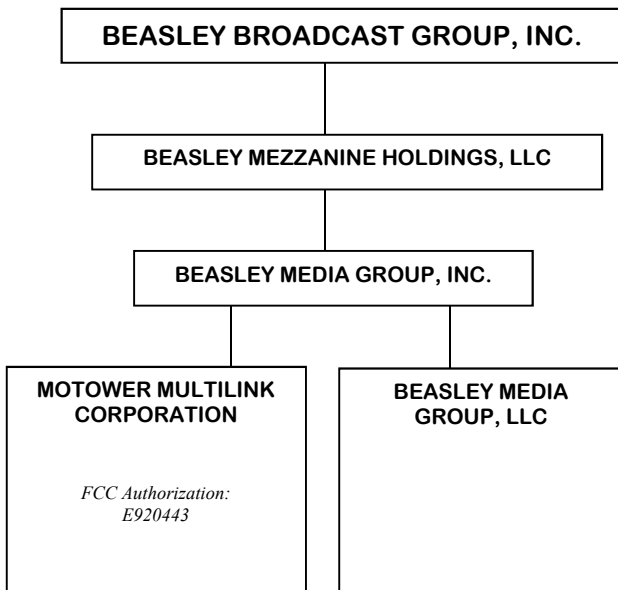 BEASLEY BROADCAST GROUP, INC.
BEASLEY MEZZANINE HOLDINGS, LLC
BEASLEY MEDIA GROUP, INC.
MOTOWER MULTILINK
CORPORATION
FCC Authorization:
E920443
BEASLEY MEDIA
GROUP, LLC